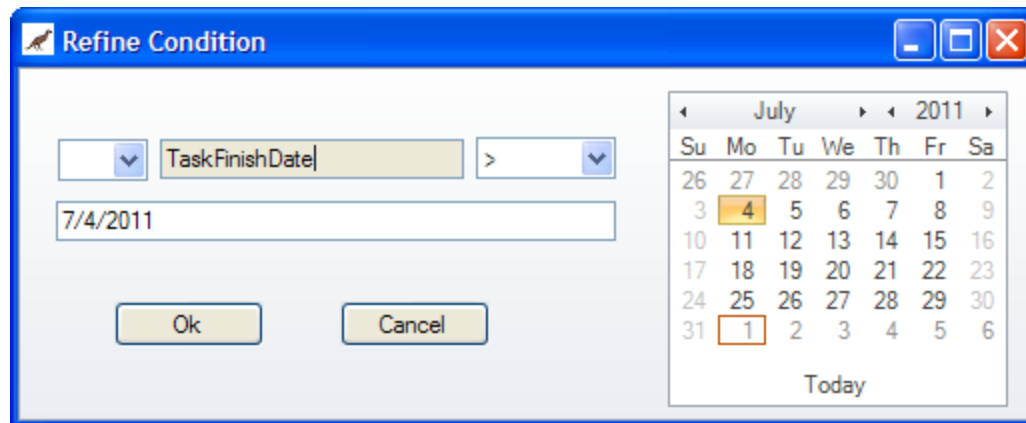 Refine Condition
TaskFinishDate
>
7/4/2011
Ok
Cancel
July 2011
Su Mo Tu We Th Fr Sa
26 27 28 29 30 1 2
3 4 5 6 7 8 9
10 11 12 13 14 15 16
17 18 19 20 21 22 23
24 25 26 27 28 29 30
31 1 2 3 4 5 6
Today